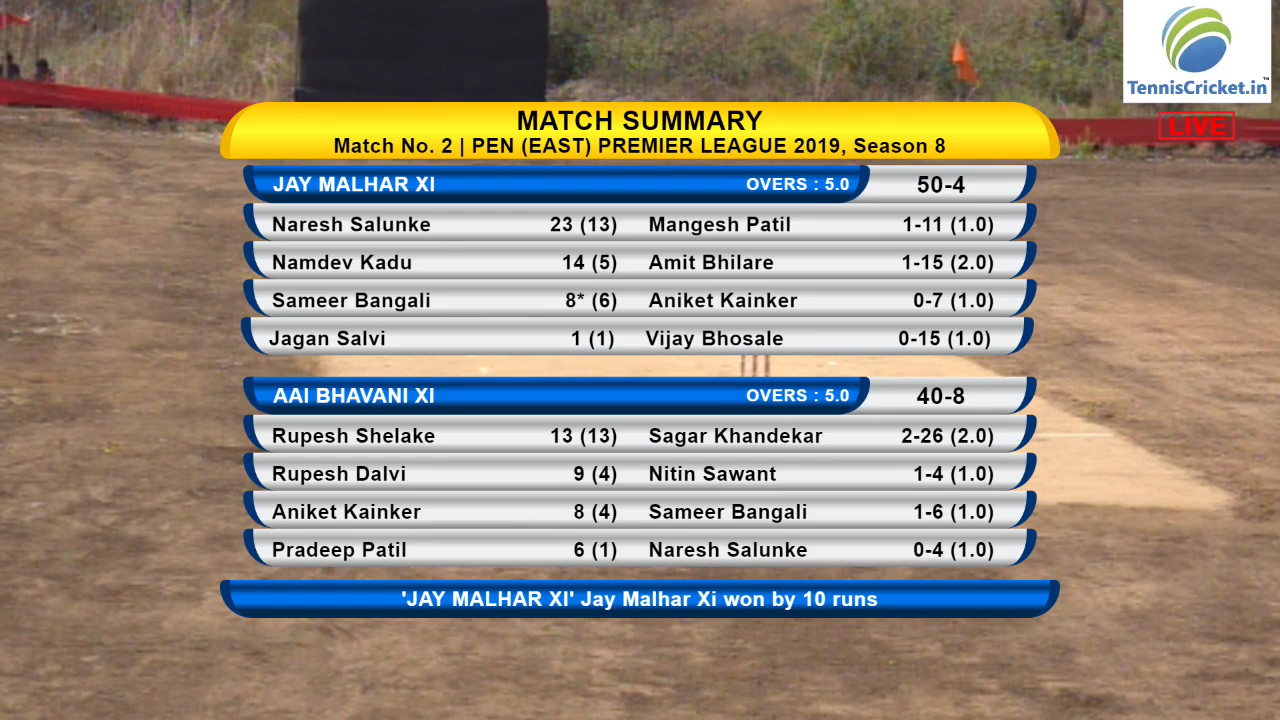 TennisCricket.in™
LIVE
MATCH SUMMARY
Match No. 2 | PEN (EAST) PREMIER LEAGUE 2019, Season 8
JAY MALHAR XI OVERS : 5.0 50-4
Naresh Salunke 23 (13) Mangesh Patil 1-11 (1.0)
Namdev Kadu 14 (5) Amit Bhilare 1-15 (2.0)
Sameer Bangali 8* (6) Aniket Kainker 0-7 (1.0)
Jagan Salvi 1 (1) Vijay Bhosale 0-15 (1.0)
AAI BHAVANI XI OVERS : 5.0 40-8
Rupesh Shelake 13 (13) Sagar Khandekar 2-26 (2.0)
Rupesh Dalvi 9 (4) Nitin Sawant 1-4 (1.0)
Aniket Kainker 8 (4) Sameer Bangali 1-6 (1.0)
Pradeep Patil 6 (1) Naresh Salunke 0-4 (1.0)
'JAY MALHAR XI' Jay Malhar Xi won by 10 runs